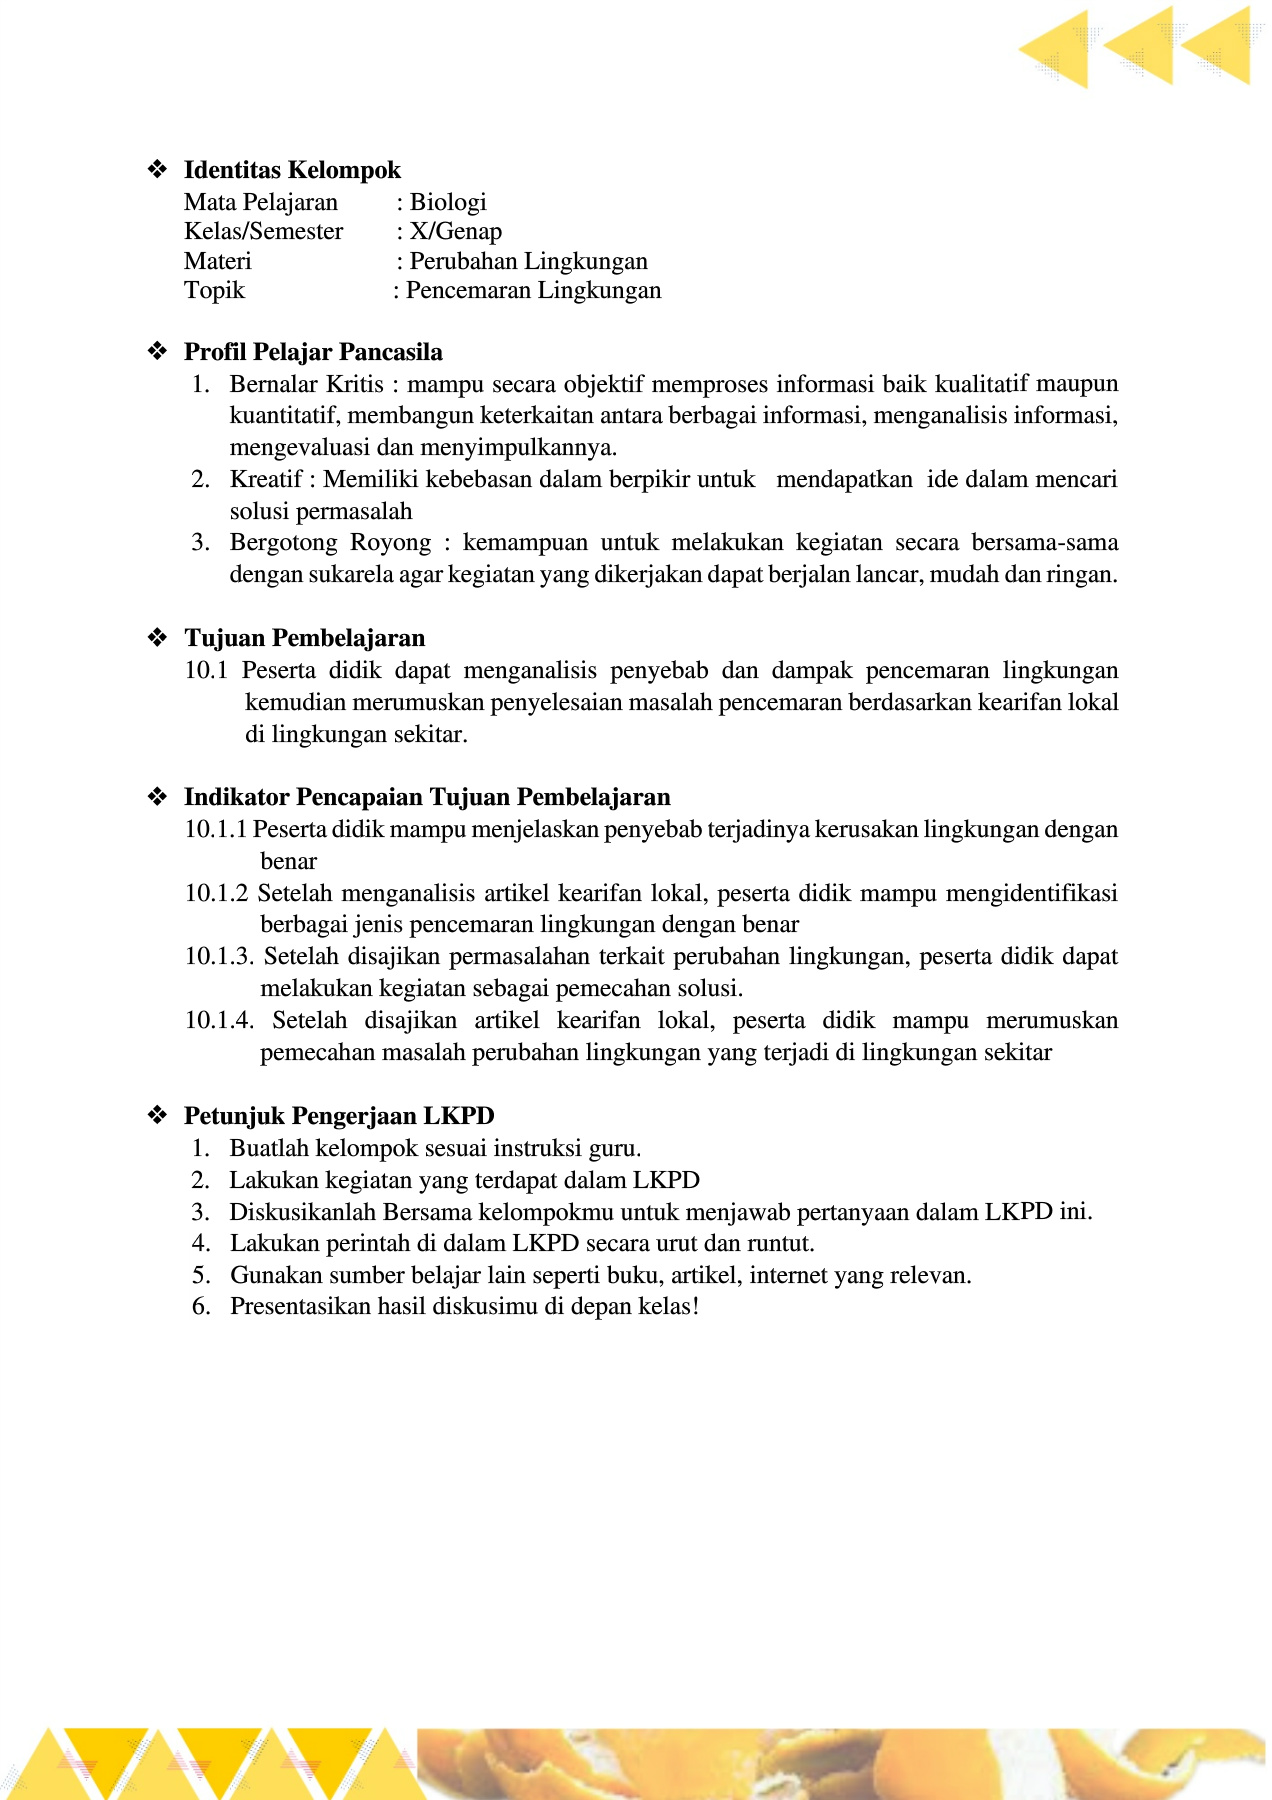 ❖ Identitas Kelompok
Mata Pelajaran : Biologi
Kelas/Semester : X/Genap
Materi : Perubahan Lingkungan
Topik : Pencemaran Lingkungan
❖ Profil Pelajar Pancasila
1. Bernalar Kritis : mampu secara objektif memproses informasi baik kualitatif maupun
kuantitatif, membangun keterkaitan antara berbagai informasi, menganalisis informasi,
mengevaluasi dan menyimpulkannya.
2. Kreatif : Memiliki kebebasan dalam berpikir untuk mendapatkan ide dalam mencari
solusi permasalah
3. Bergotong Royong : kemampuan untuk melakukan kegiatan secara bersama-sama
dengan sukarela agar kegiatan yang dikerjakan dapat berjalan lancar, mudah dan ringan.
❖ Tujuan Pembelajaran
10.1 Peserta didik dapat menganalisis penyebab dan dampak pencemaran lingkungan
kemudian merumuskan penyelesaian masalah pencemaran berdasarkan kearifan lokal
di lingkungan sekitar.
❖ Indikator Pencapaian Tujuan Pembelajaran
10.1.1 Peserta didik mampu menjelaskan penyebab terjadinya kerusakan lingkungan dengan
benar
10.1.2 Setelah menganalisis artikel kearifan lokal, peserta didik mampu mengidentifikasi
berbagai jenis pencemaran lingkungan dengan benar
10.1.3. Setelah disajikan permasalahan terkait perubahan lingkungan, peserta didik dapat
melakukan kegiatan sebagai pemecahan solusi.
10.1.4. Setelah disajikan artikel kearifan lokal, peserta didik mampu merumuskan
pemecahan masalah perubahan lingkungan yang terjadi di lingkungan sekitar
❖ Petunjuk Pengerjaan LKPD
1. Buatlah kelompok sesuai instruksi guru.
2. Lakukan kegiatan yang terdapat dalam LKPD
3. Diskusikanlah Bersama kelompokmu untuk menjawab pertanyaan dalam LKPD ini.
4. Lakukan perintah di dalam LKPD secara urut dan runtut.
5. Gunakan sumber belajar lain seperti buku, artikel, internet yang relevan.
6. Presentasikan hasil diskusimu di depan kelas!